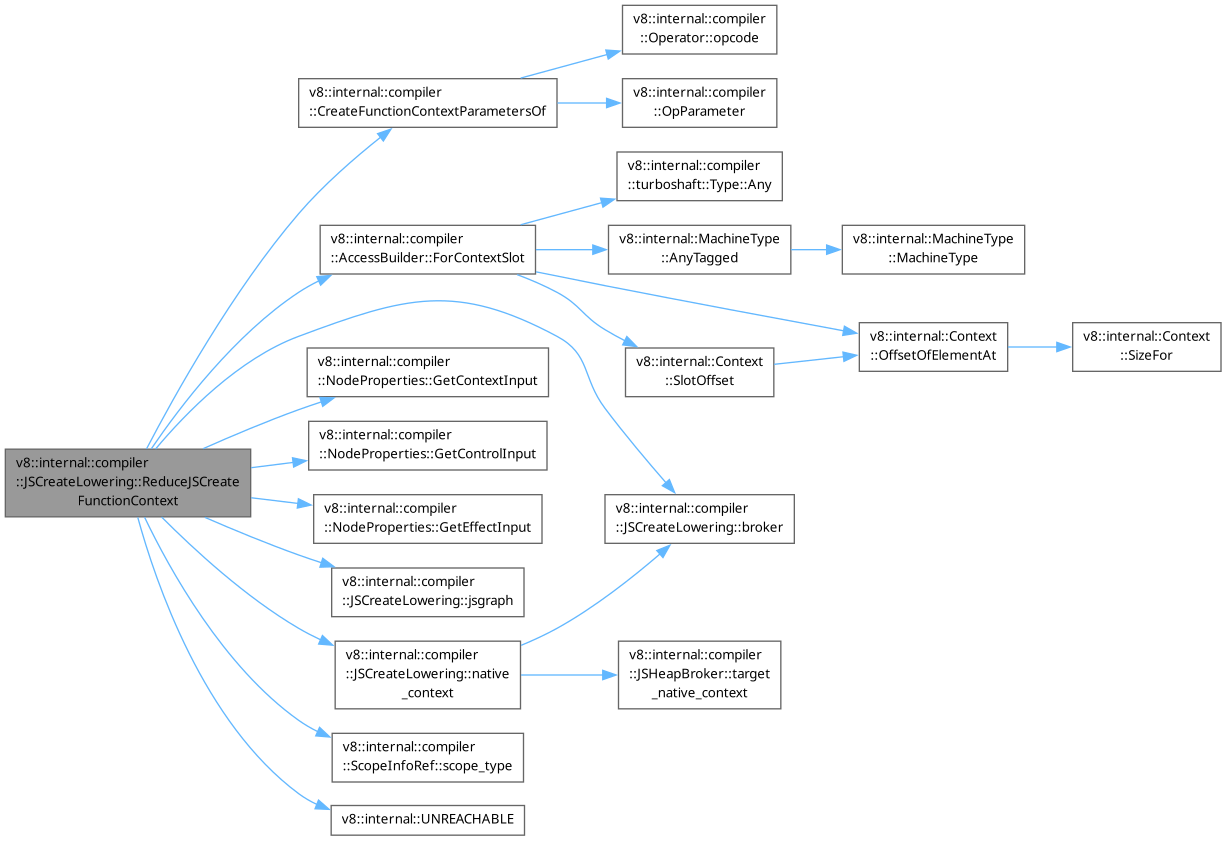 v8::internal::compiler
::JSCreateLowering::ReduceJSCreate
FunctionContext
v8::internal::compiler
::CreateFunctionContextParametersOf
v8::internal::compiler
::Operator::opcode
v8::internal::compiler
::OpParameter
v8::internal::compiler
::AccessBuilder::ForContextSlot
v8::internal::compiler
::turboshaft::Type::Any
v8::internal::MachineType
::AnyTagged
v8::internal::MachineType
::MachineType
v8::internal::Context
::SlotOffset
v8::internal::Context
::OffsetOfElementAt
v8::internal::Context
::SizeFor
v8::internal::compiler
::NodeProperties::GetContextInput
v8::internal::compiler
::NodeProperties::GetControlInput
v8::internal::compiler
::NodeProperties::GetEffectInput
v8::internal::compiler
::JSCreateLowering::broker
v8::internal::compiler
::JSCreateLowering::jsgraph
v8::internal::compiler
::JSCreateLowering::native
_context
v8::internal::compiler
::JSHeapBroker::target
_native_context
v8::internal::compiler
::ScopeInfoRef::scope_type
v8::internal::UNREACHABLE